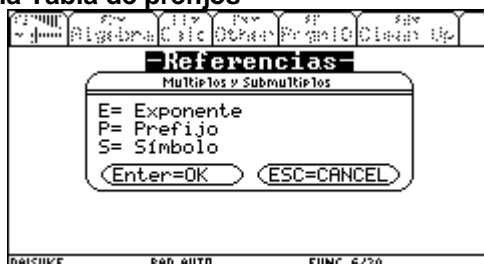 la Tabla de prefijos
Algebra Calc Other PrgmIO Clean Up
-Referencias-
Multiplos y Submultiplos
E= Exponente
P= Prefijo
S= Símbolo
Enter=OK ESC=CANCEL
DAISUKE RAD AUTO FUNC 6/30